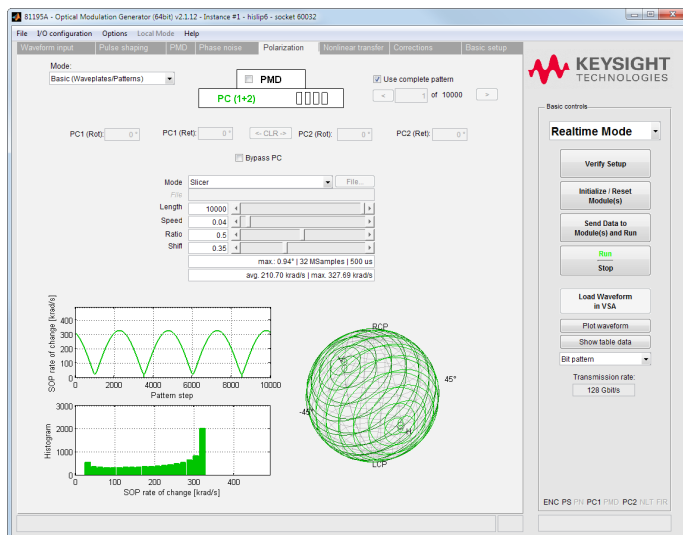 81195A - Optical Modulation Generator (64bit) v2.1.12 - Instance #1 - hislip6 - socket 60032
File I/O configuration Options Local Mode Help
Waveform input Pulse shaping PMD Phase noise Polarization Nonlinear transfer Corrections Basic setup
Mode:
Basic (Waveplates/Patterns)
PMD
PC (1+2)
Use complete pattern
< 1 of 10000 >
PC1 (Rot): 0 ° PC1 (Ret): 0 ° <- CLR -> PC2 (Rot): 0 ° PC2 (Ret): 0 °
Bypass PC
Mode Slicer File...
File
Length 10000
Speed 0.04
Ratio 0.5
Shift 0.35
max.: 0.94° | 32 MSamples | 500 us
avg. 210.70 krad/s | max. 327.69 krad/s
SOP rate of change [krad/s]
400
300
200
100
0
0 2000 4000 6000 8000 10000
Pattern step
Histogram
3000
2000
1000
0
0 100 200 300 400
SOP rate of change [krad/s]
RCP
45°
-45°
H
LCP
KEYSIGHT
TECHNOLOGIES
Basic controls
Realtime Mode
Verify Setup
Initialize / Reset
Module(s)
Send Data to
Module(s) and Run
Run
Stop
Load Waveform
in VSA
Plot waveform
Show table data
Bit pattern
Transmission rate:
128 Gbit/s
ENC PS PN PC1 PMD PC2 NLT FIR